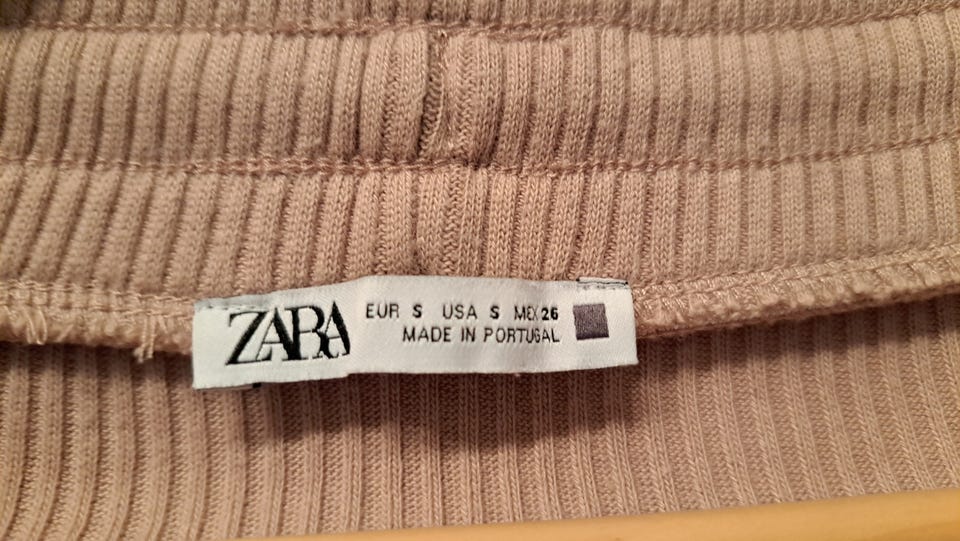 ZARA
EUR S USA S MEX 26
MADE IN PORTUGAL